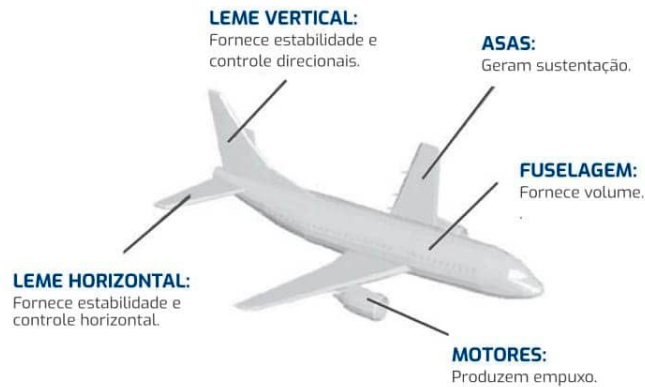 LEME VERTICAL:
Fornece estabilidade e
controle direcionais.
ASAS:
Geram sustentação.
FUSELAGEM:
Fornece volume.
.
LEME HORIZONTAL:
Fornece estabilidade e
controle horizontal.
MOTORES:
Produzem empuxo.